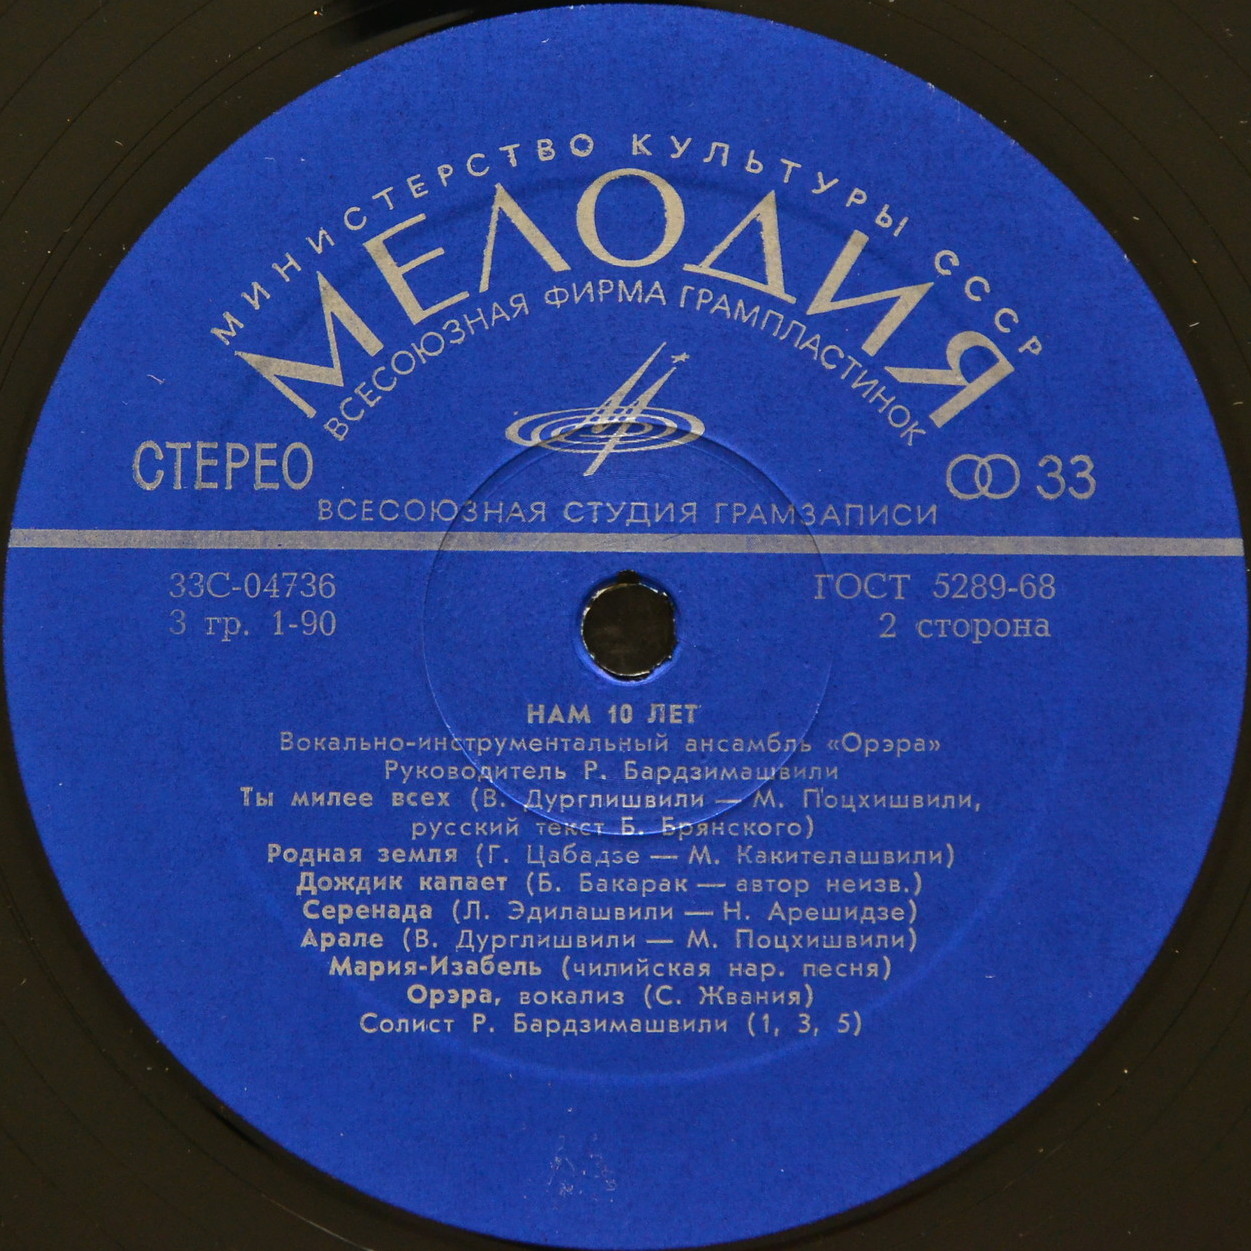 МИНИСТЕРСТВО КУЛЬТУРЫ СССР
МЕЛОДИЯ
ВСЕСОЮЗНАЯ ФИРМА ГРАМПЛАСТИНОК
СТЕРЕО
33
ВСЕСОЮЗНАЯ СТУДИЯ ГРАМЗАПИСИ
33С-04736
ГОСТ 5289-68
3 гр. 1-90
2 сторона
НАМ 10 ЛЕТ
Вокально-инструментальный ансамбль «Орэра»
Руководитель Р. Бардзимашвили
Ты милее всех (В. Дурглишвили — М. Поцхишвили,
русский текст Б. Брянского)
Родная земля (Г. Цабадзе — М. Какителашвили)
Дождик капает (Б. Бакарак — автор неизв.)
Серенада (Л. Эдилашвили — Н. Арешидзе)
Арале (В. Дурглишвили — М. Поцхишвили)
Мария-Изабель (чилийская нар. песня)
Орэра, вокализ (С. Жвания)
Солист Р. Бардзимашвили (1, 3, 5)